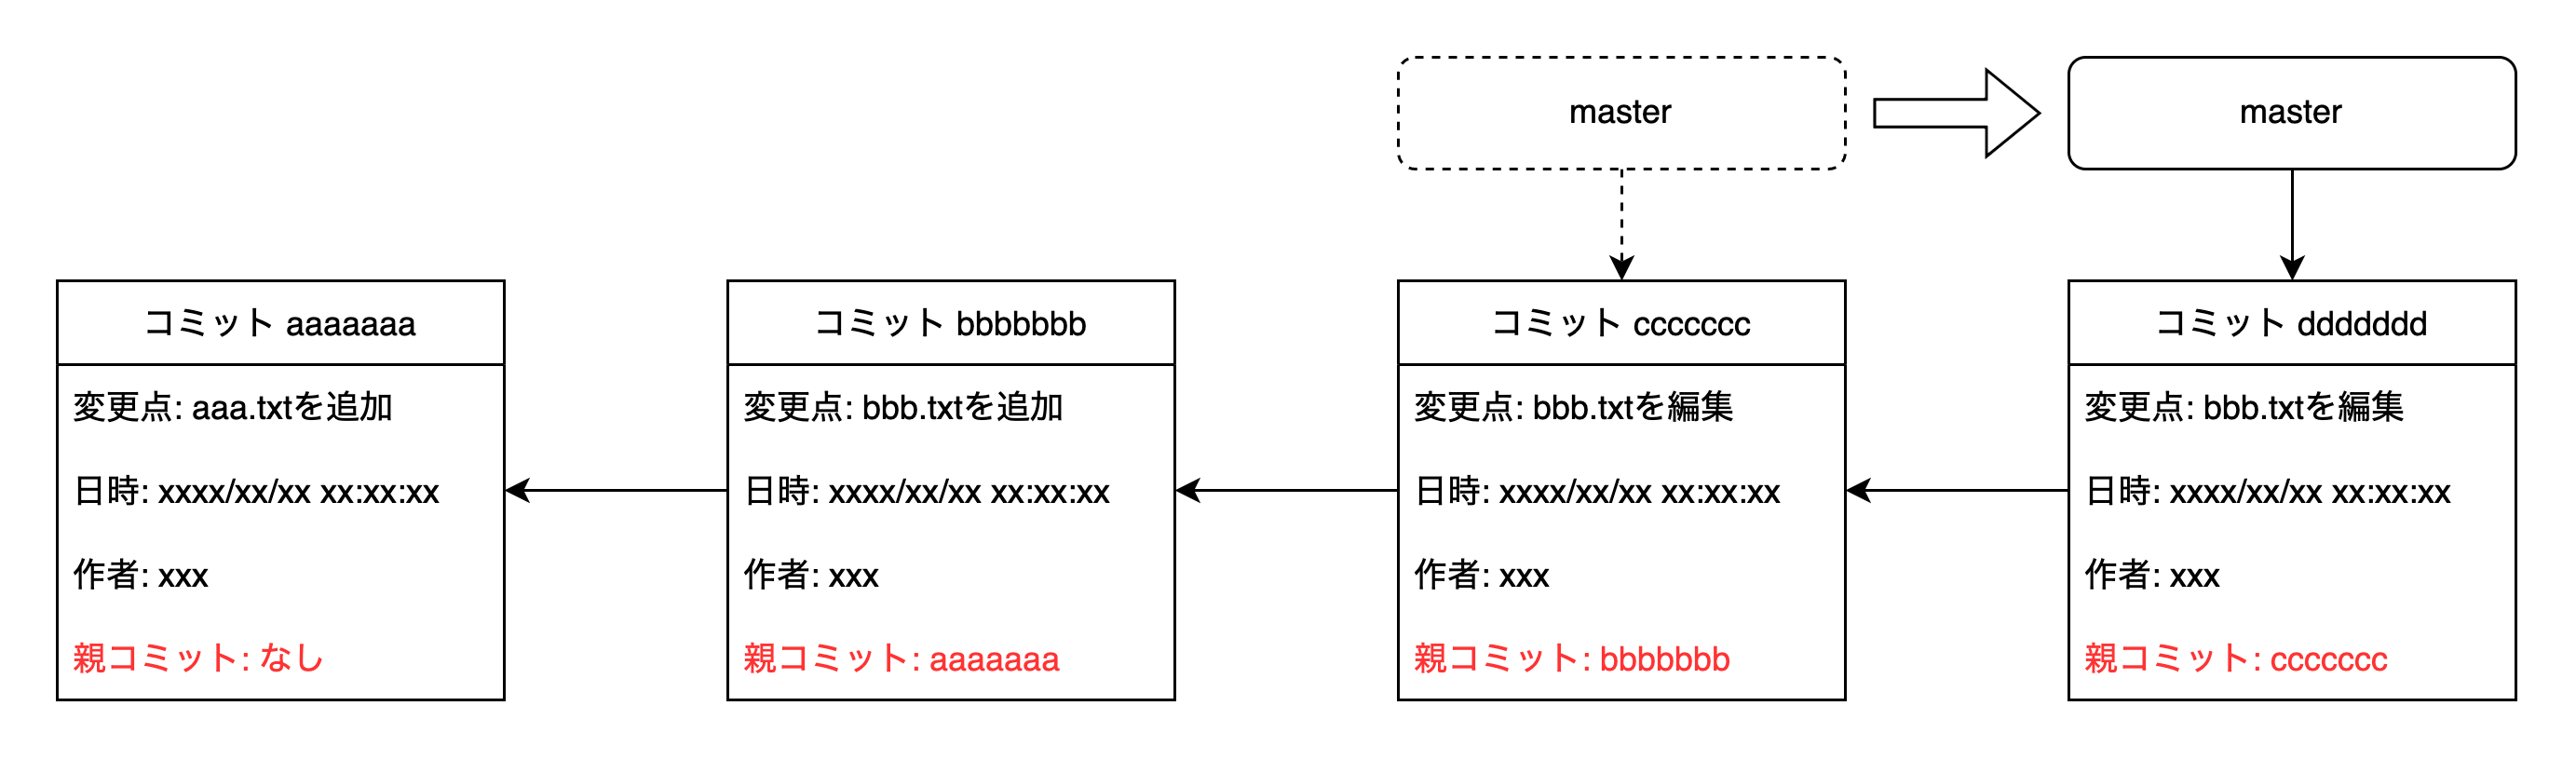 master
master
コミット aaaaaaa
変更点: aaa.txtを追加
日時: xxxx/xx/xx xx:xx:xx
作者: xxx
親コミット: なし
コミット bbbbbbb
変更点: bbb.txtを追加
日時: xxxx/xx/xx xx:xx:xx
作者: xxx
親コミット: aaaaaaa
コミット ccccccc
変更点: bbb.txtを編集
日時: xxxx/xx/xx xx:xx:xx
作者: xxx
親コミット: bbbbbbb
コミット ddddddd
変更点: bbb.txtを編集
日時: xxxx/xx/xx xx:xx:xx
作者: xxx
親コミット: ccccccc